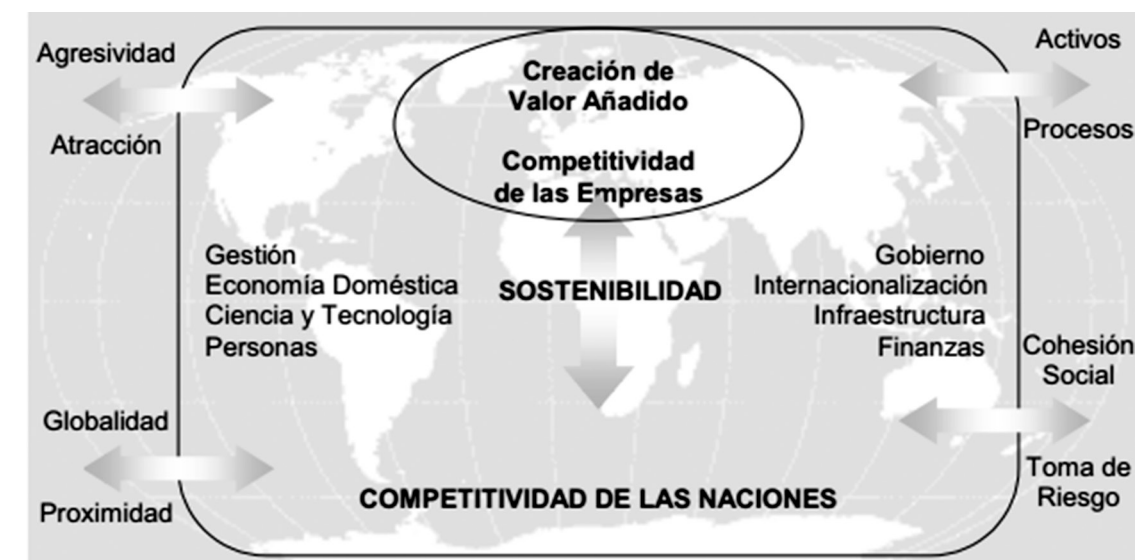 Agresividad
Atracción
Creación de
Valor Añadido
Competitividad
de las Empresas
Activos
Procesos
Gestión
Economía Doméstica
Ciencia y Tecnología
Personas
SOSTENIBILIDAD
Gobierno
Internacionalización
Infraestructura
Finanzas
Globalidad
Proximidad
Cohesión
Social
Toma de
Riesgo
COMPETITIVIDAD DE LAS NACIONES